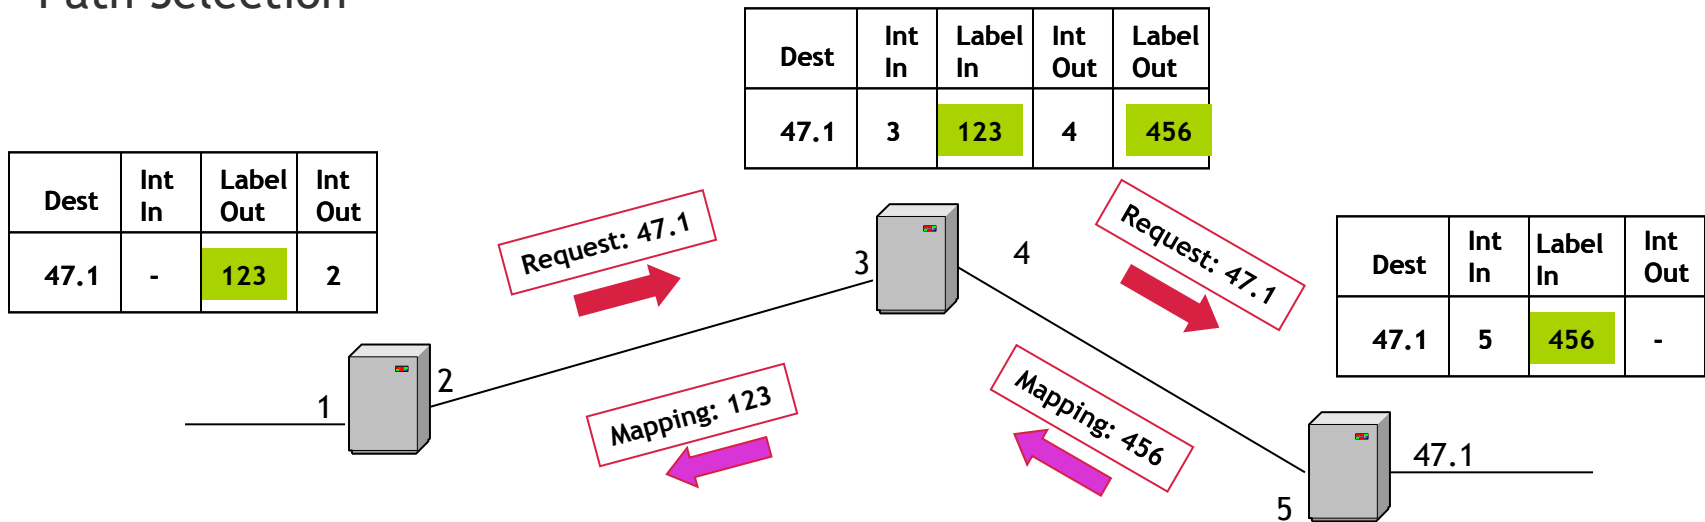 Path Selection
Dest Int In Label In Int Out Label Out
47.1 3 123 4 456
Dest Int In Label Out Int Out
47.1 - 123 2
Dest Int In Label In Int Out
47.1 5 456 -
Request: 47.1
Request: 47.1
Mapping: 123
Mapping: 456
1
2
3
4
5
47.1